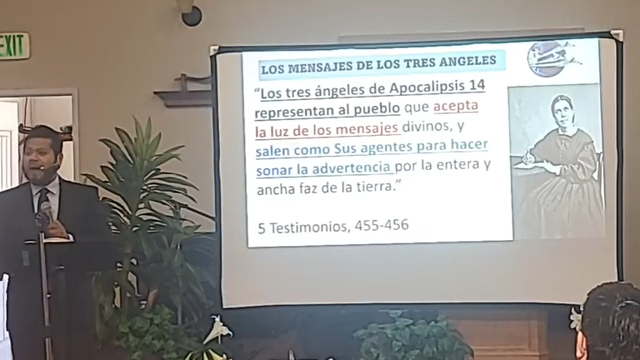 EXIT
LOS MENSAJES DE LOS TRES ANGELES
“Los tres ángeles de Apocalipsis 14
representan al pueblo que acepta
la luz de los mensajes divinos, y
salen como Sus agentes para hacer
sonar la advertencia por la entera y
ancha faz de la tierra.”
5 Testimonios, 455-456